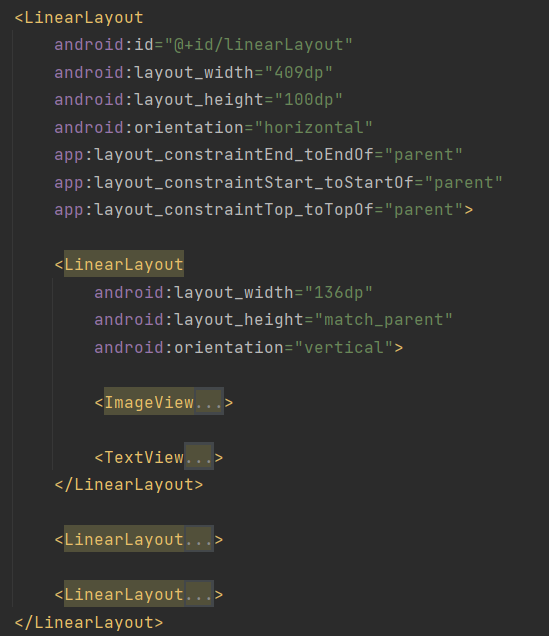 <LinearLayout
    android:id="@+id/linearLayout"
    android:layout_width="409dp"
    android:layout_height="100dp"
    android:orientation="horizontal"
    app:layout_constraintEnd_toEndOf="parent"
    app:layout_constraintStart_toStartOf="parent"
    app:layout_constraintTop_toTopOf="parent">
    <LinearLayout
        android:layout_width="136dp"
        android:layout_height="match_parent"
        android:orientation="vertical">
        <ImageView...>
        <TextView...>
    </LinearLayout>
    <LinearLayout...>
    <LinearLayout...>
</LinearLayout>